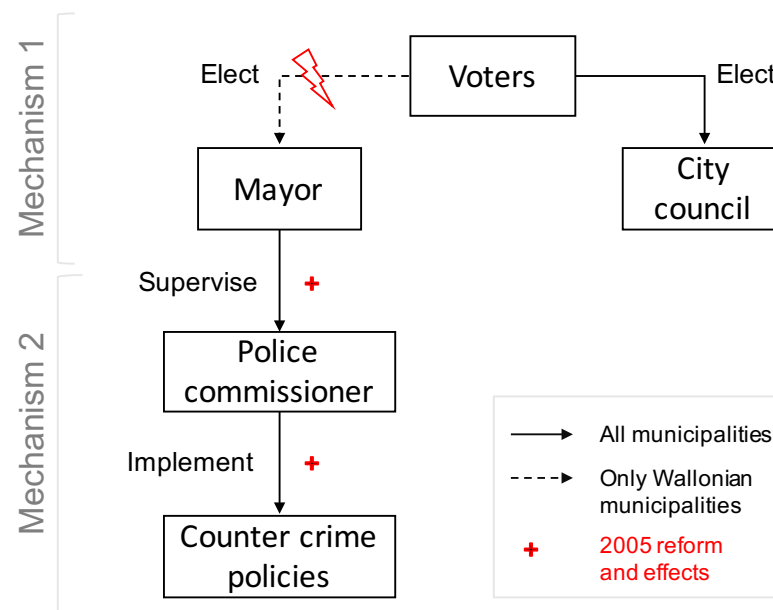 Mechanism 1
Elect
Voters
Elect
Mayor
City
council
Mechanism 2
Supervise
Police
commissioner
Implement
Counter crime
policies
All municipalities
Only Wallonian
municipalities
2005 reform
and effects